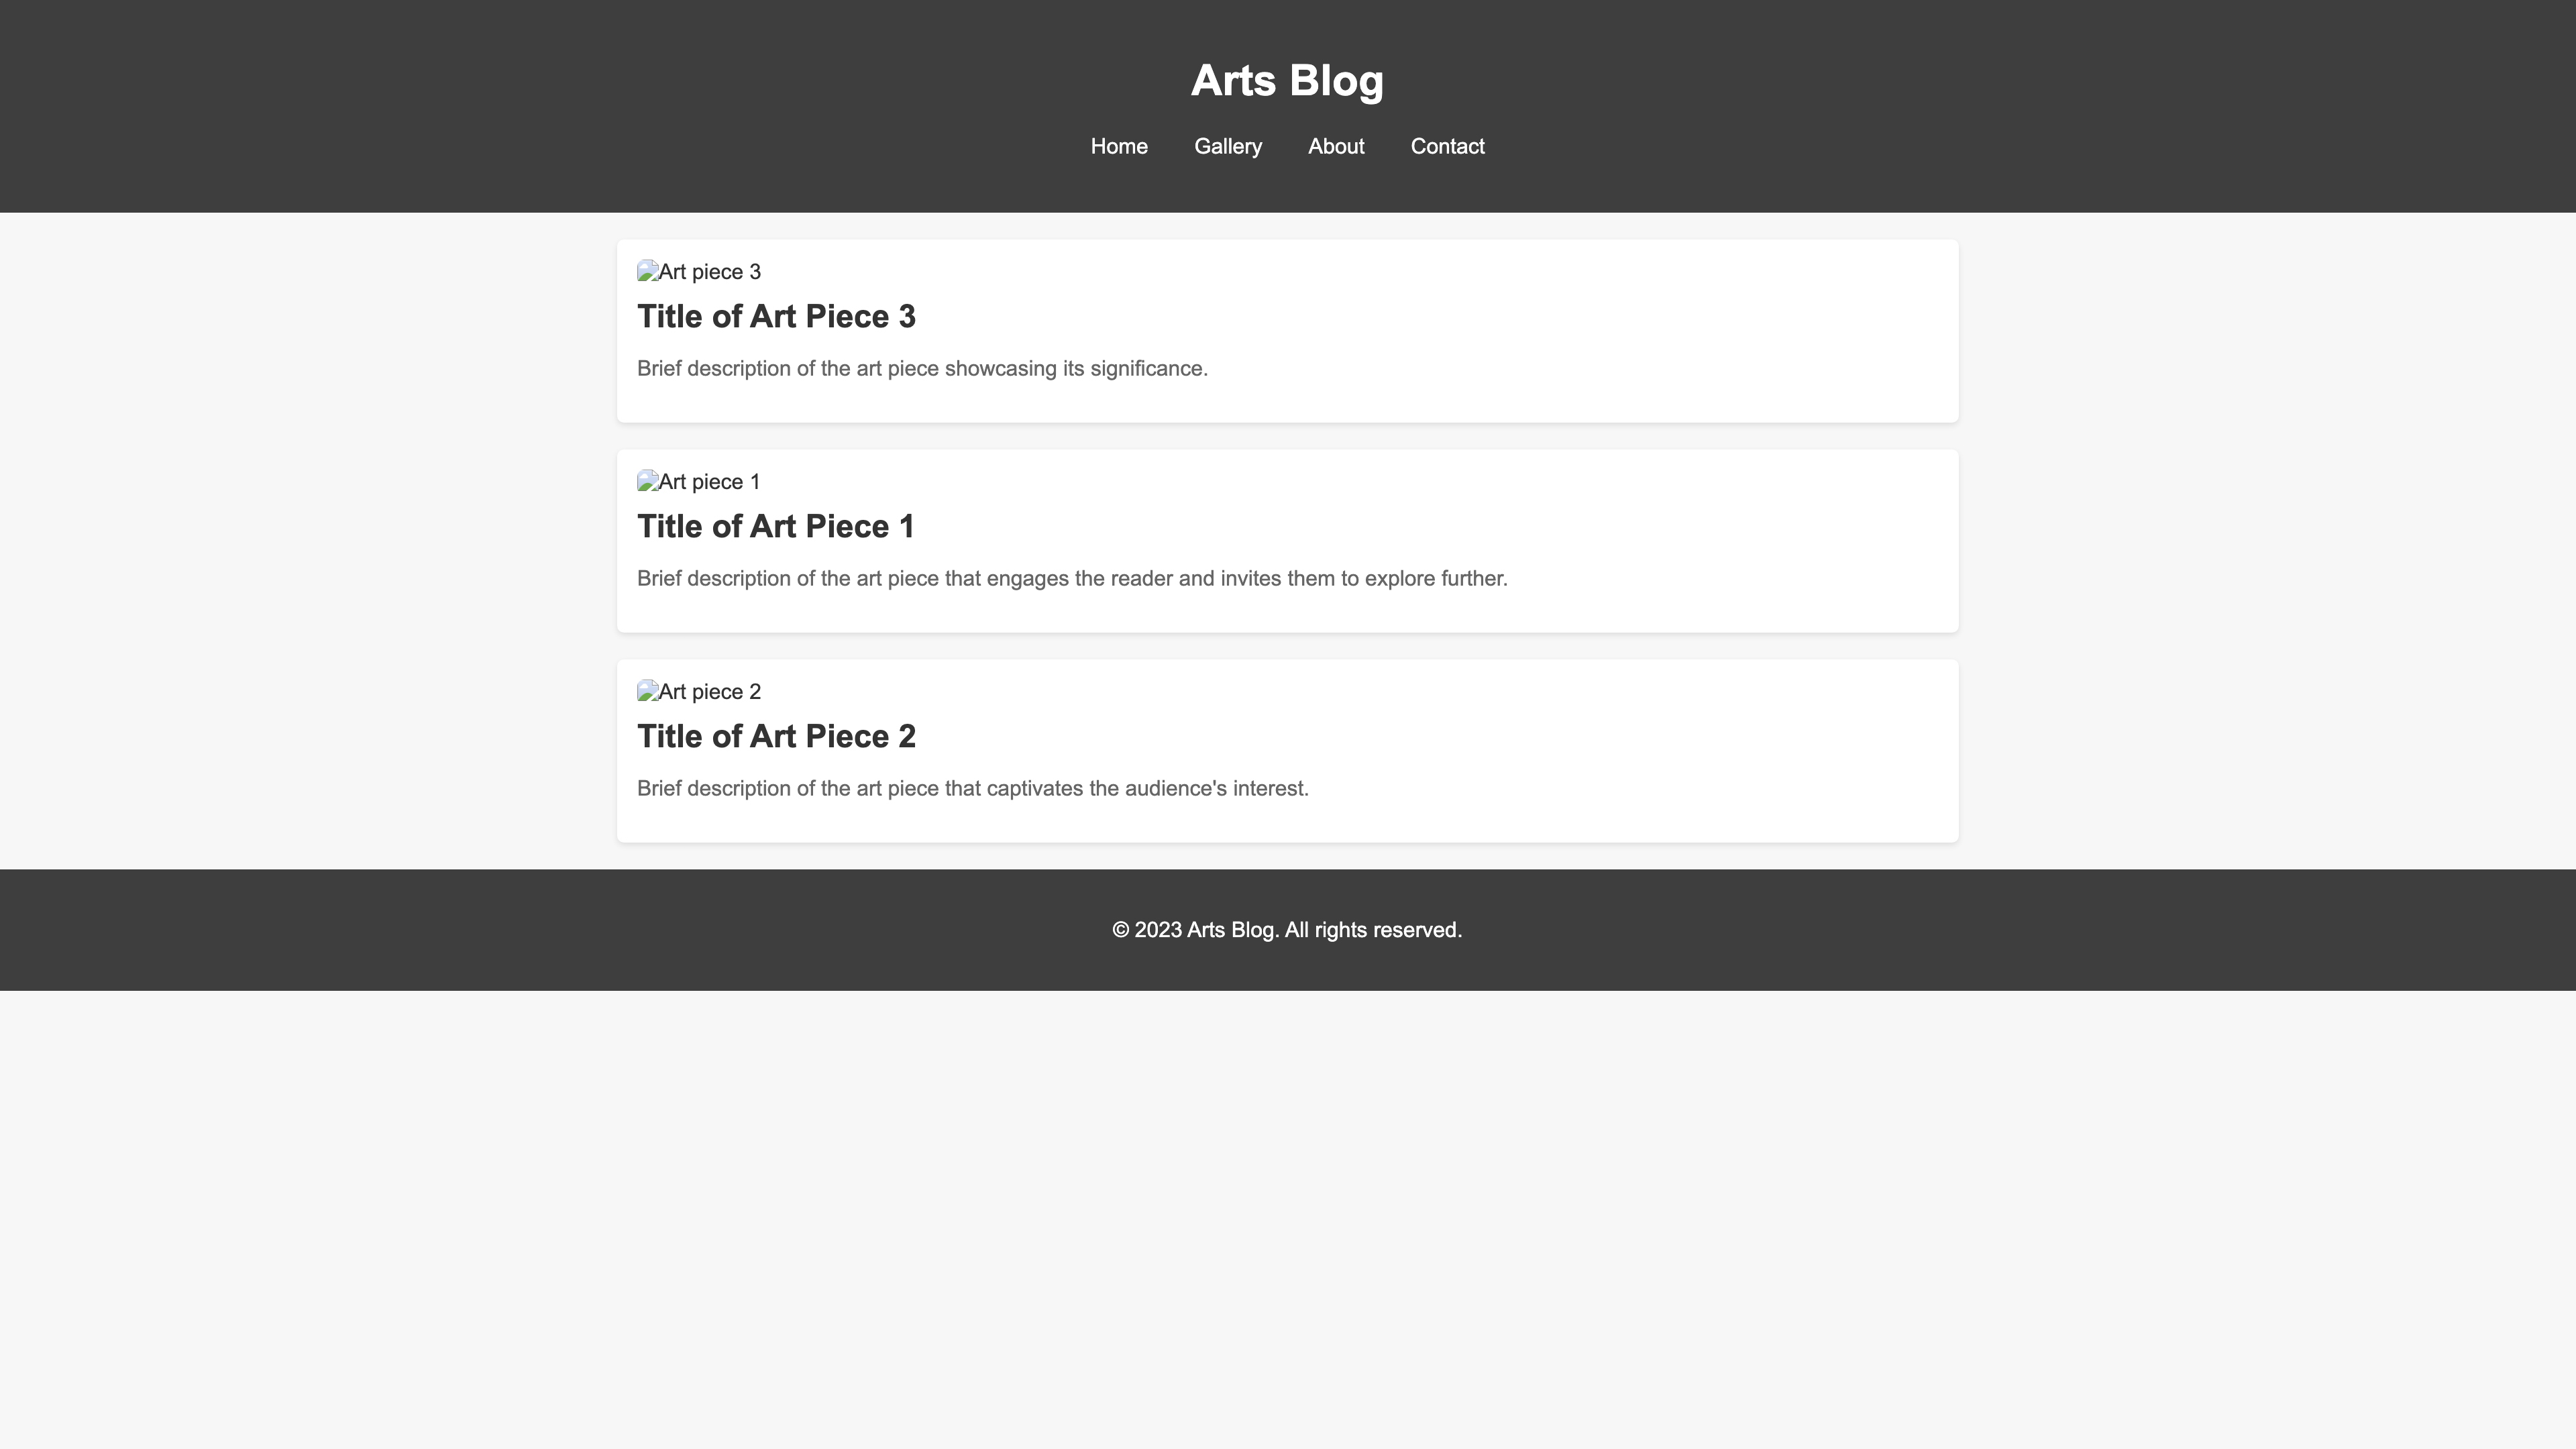 Arts Blog
Home Gallery About Contact
Art piece 3
Title of Art Piece 3
Brief description of the art piece showcasing its significance.
Art piece 1
Title of Art Piece 1
Brief description of the art piece that engages the reader and invites them to explore further.
Art piece 2
Title of Art Piece 2
Brief description of the art piece that captivates the audience's interest.
© 2023 Arts Blog. All rights reserved.